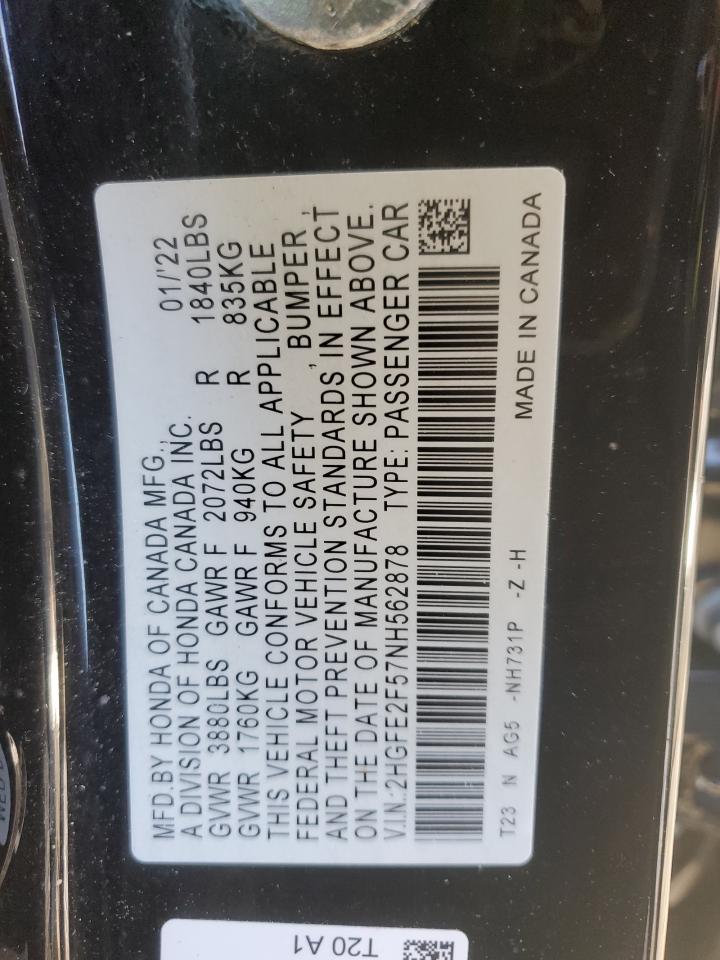 MFD.BY HONDA OF CANADA MFG.,
A DIVISION OF HONDA CANADA INC. 01/'22
GVWR 3880LBS GAWR F 2072LBS R 1840LBS
GVWR 1760KG GAWR F 940KG R 835KG
THIS VEHICLE CONFORMS TO ALL APPLICABLE
FEDERAL MOTOR VEHICLE SAFETY , BUMPER ,
AND THEFT PREVENTION STANDARDS IN EFFECT
ON THE DATE OF MANUFACTURE SHOWN ABOVE.
V.I.N.:2HGFE2F57NH562878 TYPE: PASSENGER CAR
T23 N AG5 -NH731P -Z -H MADE IN CANADA
T20 A1